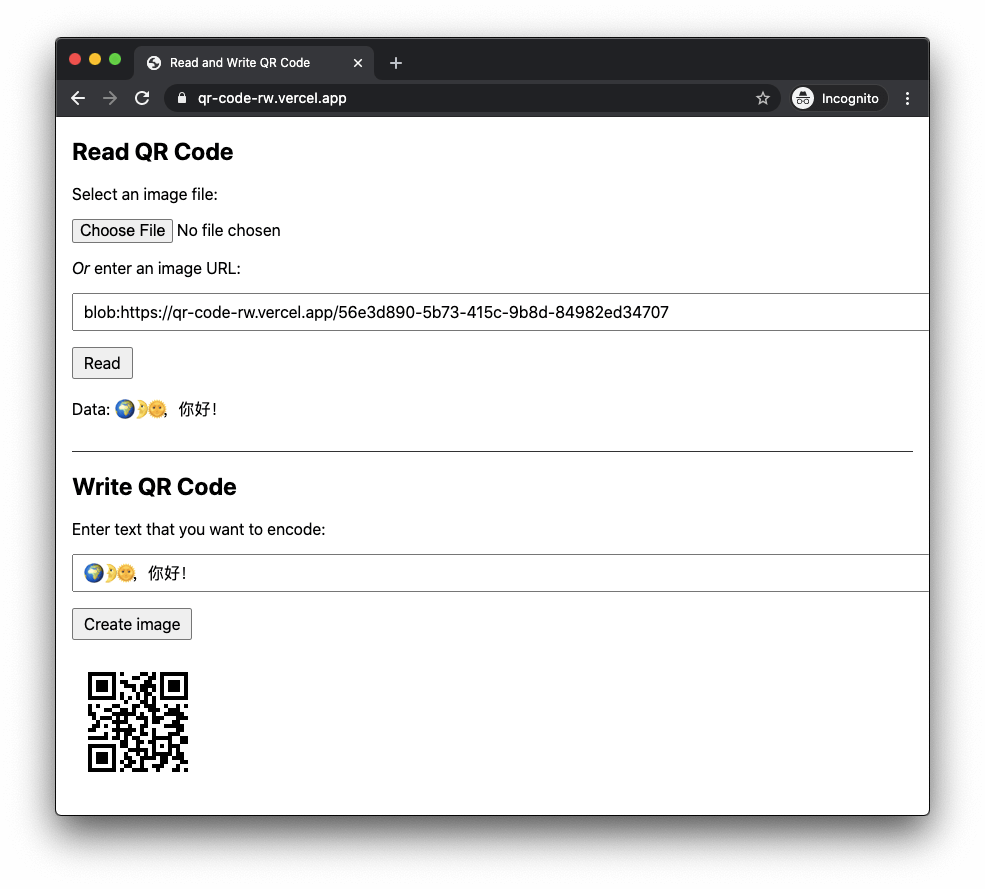 Read and Write QR Code
qr-code-rw.vercel.app
Incognito
Read QR Code
Select an image file:
Choose File No file chosen
Or enter an image URL:
blob:https://qr-code-rw.vercel.app/56e3d890-5b73-415c-9b8d-84982ed34707
Read
Data: 🌍🌛🌞，你好！
Write QR Code
Enter text that you want to encode:
🌍🌛🌞，你好！
Create image